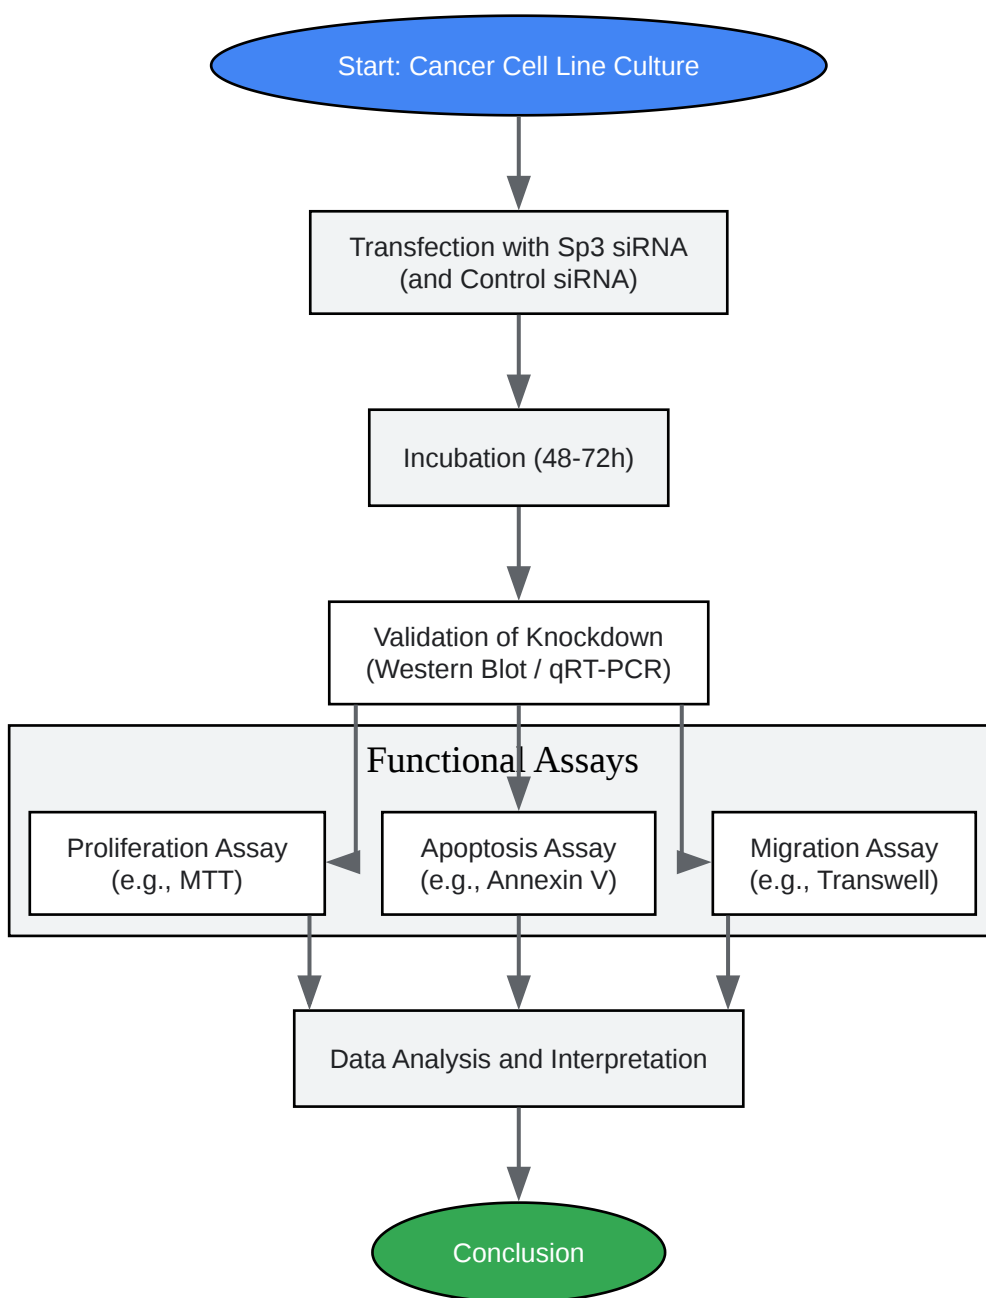 Start: Cancer Cell Line Culture
Transfection with Sp3 siRNA
(and Control siRNA)
Incubation (48-72h)
Validation of Knockdown
(Western Blot / qRT-PCR)
Functional Assays
Proliferation Assay
(e.g., MTT)
Apoptosis Assay
(e.g., Annexin V)
Migration Assay
(e.g., Transwell)
Data Analysis and Interpretation
Conclusion